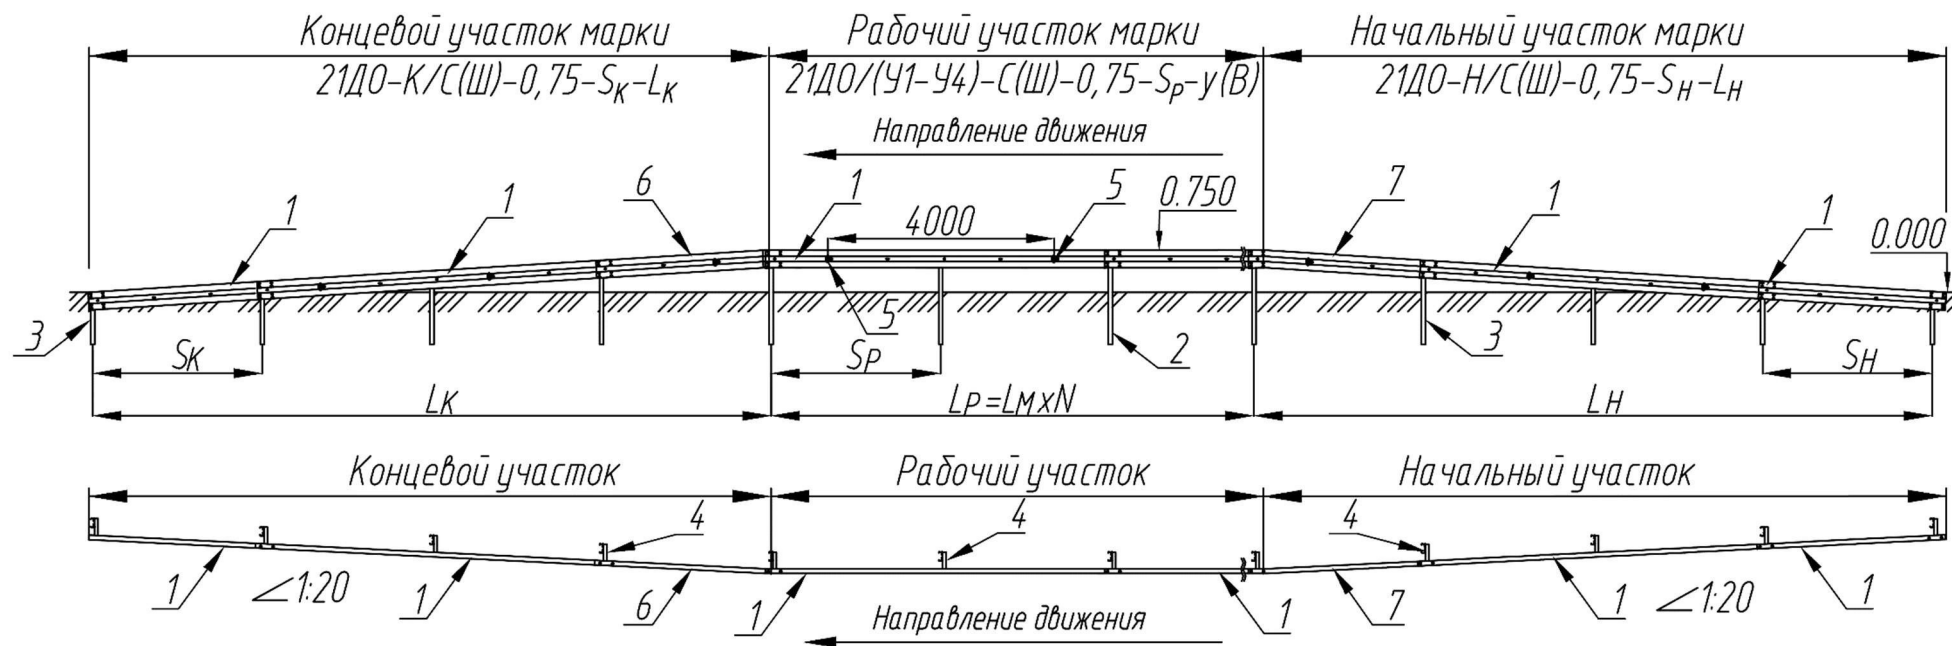 Концевой участок марки
Рабочий участок марки
Начальный участок марки
21ДО-К/С(Ш)-0,75-Sк-Lк
21ДО/(У1-У4)-С(Ш)-0,75-Sр-у(В)
21ДО-Н/С(Ш)-0,75-Sн-Lн
Направление движения
1
1
6
4000
1
5
0.750
7
1
1
0.000
3
Sк
5
Sр
2
3
Sн
Lк
Lр=LмxN
Lн
Концевой участок
Рабочий участок
Начальный участок
4
4
4
1
∠1:20
1
6
1
Направление движения
1
7
1
∠1:20
1